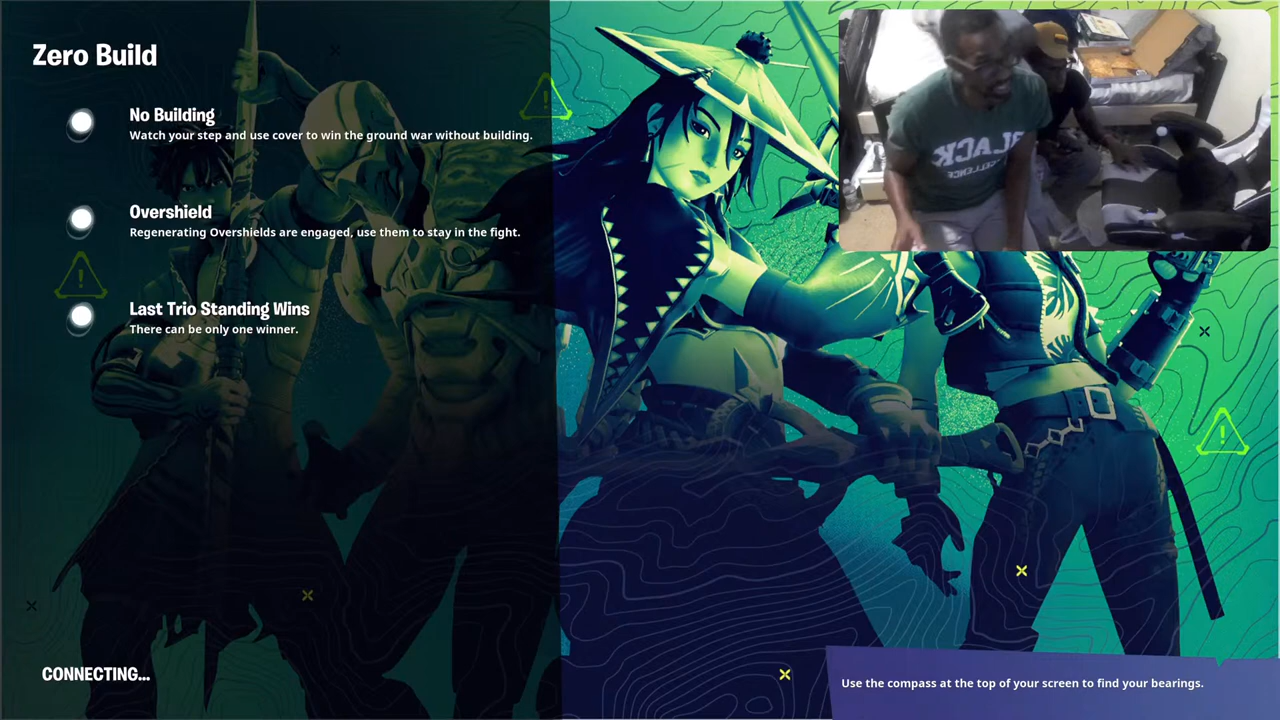 Zero Build
No Building
Watch your step and use cover to win the ground war without building.
Overshield
Regenerating Overshields are engaged, use them to stay in the fight.
Last Trio Standing Wins
There can be only one winner.
CONNECTING...
Use the compass at the top of your screen to find your bearings.
BLACK